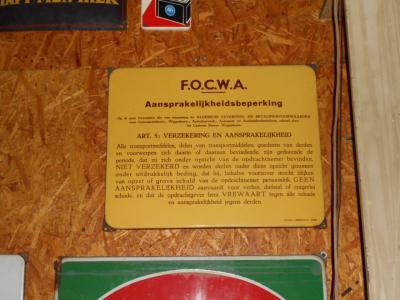 F.O.C.W.A.
Aansprakelijkheidsbeperking
ART. 5: VERZEKERING EN AANSPRAKELIJKHEID
Alle transportmiddelen, delen van transportmiddelen, goederen van derden
en voorwerpen zich daarin of daaraan bevindende, zijn gedurende de
periode, dat zij zich onder opzicht van de opdrachtnemer bevinden,
NIET VERZEKERD en worden slechts onder diens opzicht genomen
onder uitdrukkelijk beding, dat hij, behalve voorzover mocht blijken
van opzet of grove schuld van de opdrachtnemer persoonlijk, GEEN
AANSPRAKELIJKHEID aanvaardt voor verlies, diefstal of enigerlei
schade, en dat de opdrachtgever hem VRIJWAART tegen alle schade
en aansprakelijkheid jegens derden.